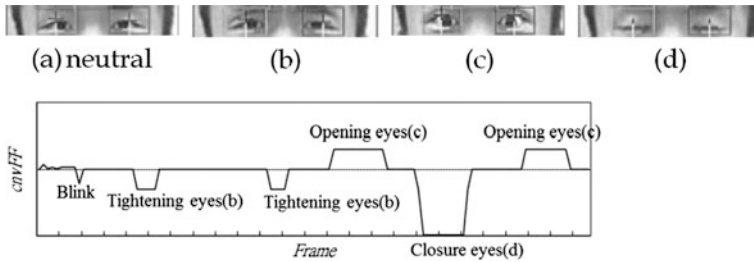 (a) neutral
(b)
(c)
(d)
Opening eyes(c)
Opening eyes(c)
cnvFF
Blink
Tightening eyes(b)
Tightening eyes(b)
Frame
Closure eyes(d)